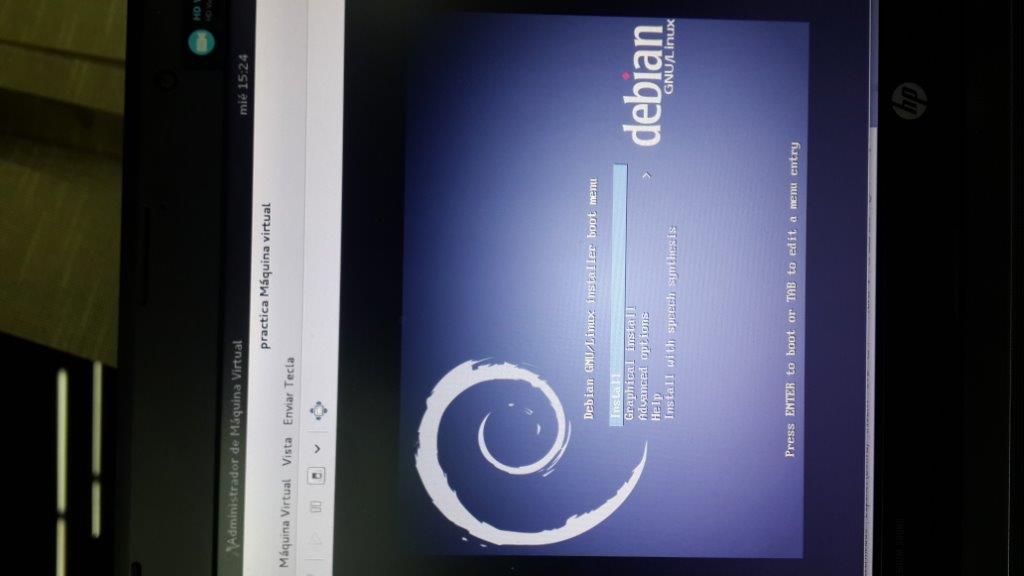 mié 15:24
Administrador de Máquina Virtual
practica Máquina virtual
Máquina Virtual Vista Enviar Tecla
debian
GNU/Linux
Debian GNU/Linux installer boot menu
Install
Graphical install
Advanced options >
Help
Install with speech synthesis
Press ENTER to boot or TAB to edit a menu entry
hp